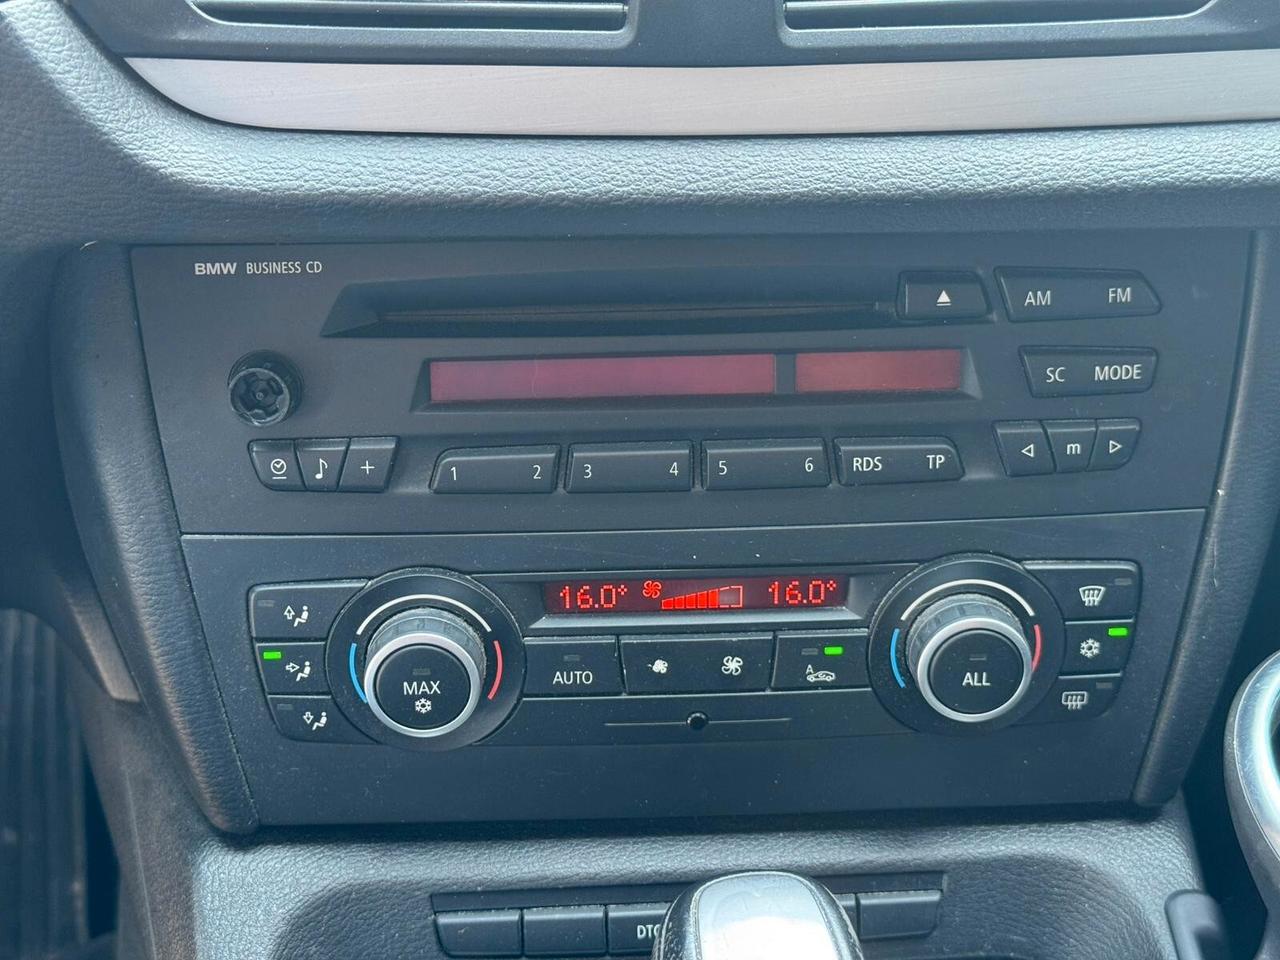 BMW BUSINESS CD
AM FM
SC MODE
1 2 3 4 5 6 RDS TP m
16.0° 16.0°
MAX AUTO A ALL
DTC